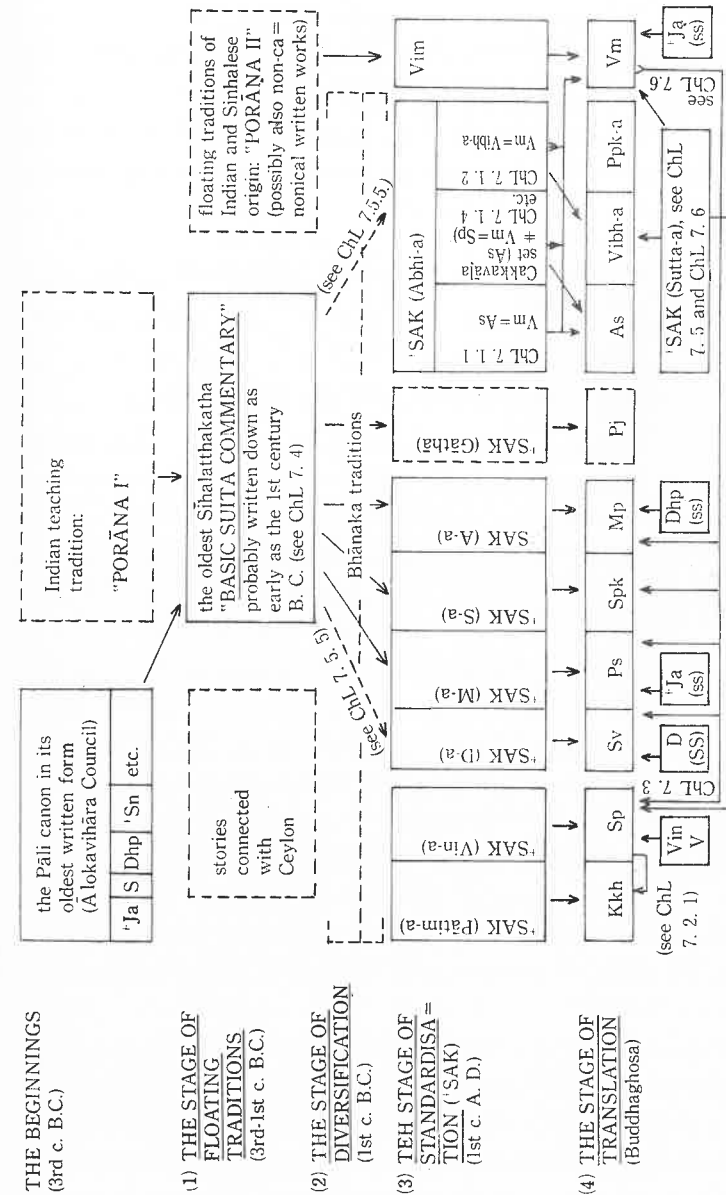 THE BEGINNINGS
(3rd c. B.C.)
the Pāli canon in its
oldest written form
(Ā lokavihāra Council)
⁺Ja S Dhp ⁺Sn etc.
Indian teaching
tradition:
"PORĀṆA I"
floating traditions of
Indian and Sinhalese
origin: "PORĀṆA II"
(possibly also non-ca=
nonical written works)
(1) THE STAGE OF
FLOATING
TRADITIONS
(3rd-1st c. B.C.)
stories
connected
with
Ceylon
the oldest Sīhalatthakatha
"BASIC SUITA COMMENTARY"
probably written down as
early as the 1st century
B. C. (see ChL 7. 4)
(2) THE STAGE OF
DIVERSIFICATION
(1st c. B.C.)
(see ChL 7. 5. 5)
Bhānaka traditions
(see ChL 7.5.5.)
(3) TEH STAGE OF
STANDARDISA=
TION (⁺SAK)
(1st c. A. D.)
⁺SAK (Pātim-a)
⁺SAK (Vin-a)
⁺SAK (D-a)
⁺SAK (M-a)
⁺SAK (S-a)
⁺SAK (A-a)
⁺SAK (Gāthā)
⁺SAK (Abhi-a)
ChL 7. 1. 1
Vm=As
Cakkavāḷa
set (As
≠ Vm=Sp)
ChL 7. 1. 4
etc
ChL 7. 1. 2
Vm=Vibh-a
Vim
(4) THE STAGE OF
TRANSLATION
(Buddhaghosa)
Kkh
Sp
Sv
Ps
Spk
Mp
Pj
As
Vibh-a
Ppk-a
Vm
(see ChL
7. 2. 1)
Vin
V
ChL 7. 3
D
(SS)
⁺Ja
(ss)
Dhp
(ss)
⁺SAK (Sutta-a), see ChL
7. 5 and ChL 7. 6
see
ChL 7.6
⁺Ja
(ss)